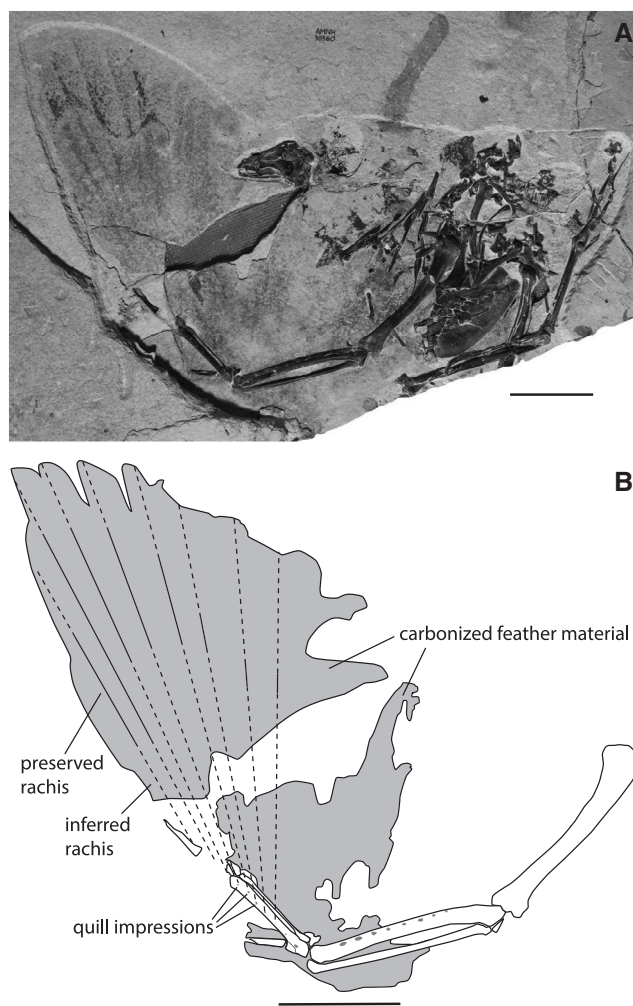 A
AMNH
30560
B
carbonized feather material
preserved
rachis
inferred
rachis
quill impressions